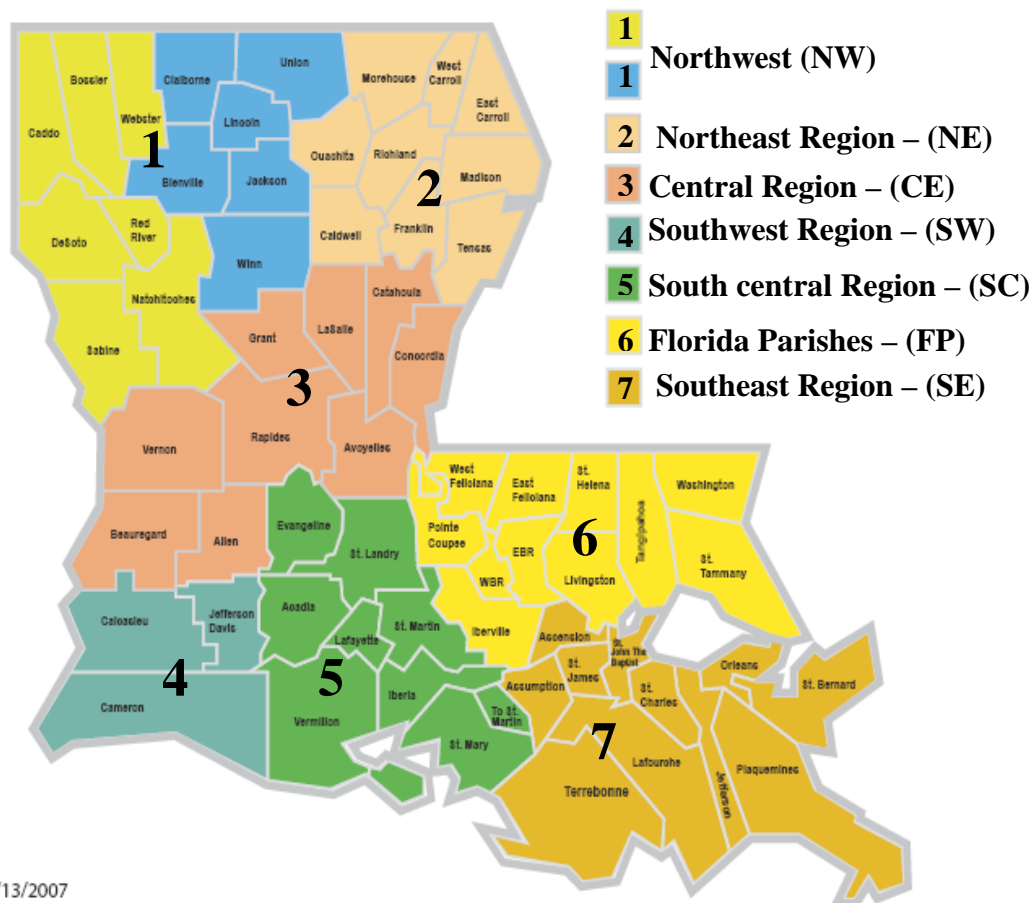 1
Northwest (NW)
1
2 Northeast Region – (NE)
3 Central Region – (CE)
4 Southwest Region – (SW)
5 South central Region – (SC)
6 Florida Parishes – (FP)
7 Southeast Region – (SE)
Caddo
Bossier
Webster
1
Claiborne
Union
Lincoln
Bienville
Jackson
Winn
DeSoto
Red
River
Natchitoches
Sabine
Morehouse
West
Carroll
East
Carroll
Ouachita
Richland
2
Madison
Caldwell
Franklin
Tensas
Grant
LaSalle
Catahoula
Concordia
3
Vernon
Rapides
Avoyelles
Beauregard
Allen
Calcasieu
Jefferson
Davis
4
Cameron
Evangeline
St. Landry
Acadia
Lafayette
St. Martin
5
Vermilion
Iberia
St. Mary
To St.
Martin
West
Feliciana
East
Feliciana
St.
Helena
Tangipahoa
Washington
Pointe
Coupee
EBR
6
WBR
Livingston
St.
Tammany
Iberville
Ascension
St.
John The
Baptist
Assumption
St.
James
St.
Charles
Orleans
St. Bernard
7
Lafourche
Terrebonne
Jefferson
Plaquemines
/13/2007